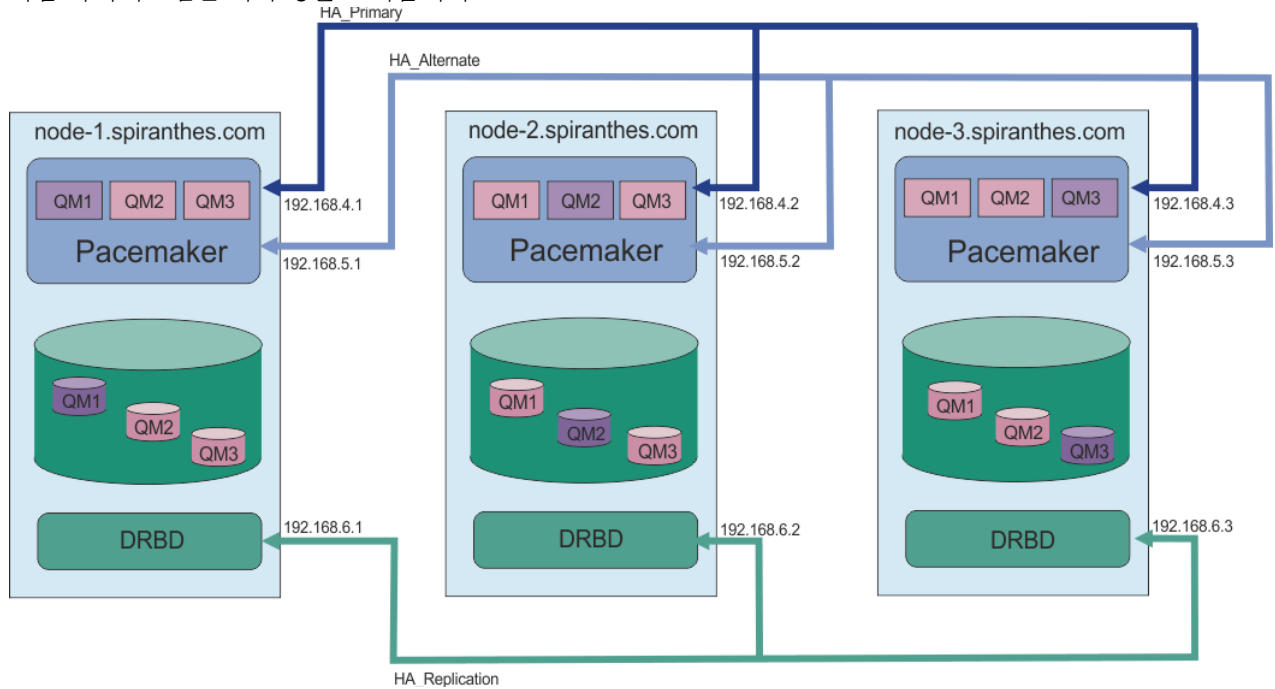 HA_Primary
HA_Alternate
node-1.spiranthes.com
QM1 QM2 QM3
Pacemaker
192.168.4.1
192.168.5.1
QM1
QM2
QM3
DRBD
192.168.6.1
node-2.spiranthes.com
QM1 QM2 QM3
Pacemaker
192.168.4.2
192.168.5.2
QM1
QM2
QM3
DRBD
192.168.6.2
node-3.spiranthes.com
QM1 QM2 QM3
Pacemaker
192.168.4.3
192.168.5.3
QM1
QM2
QM3
DRBD
192.168.6.3
HA_Replication